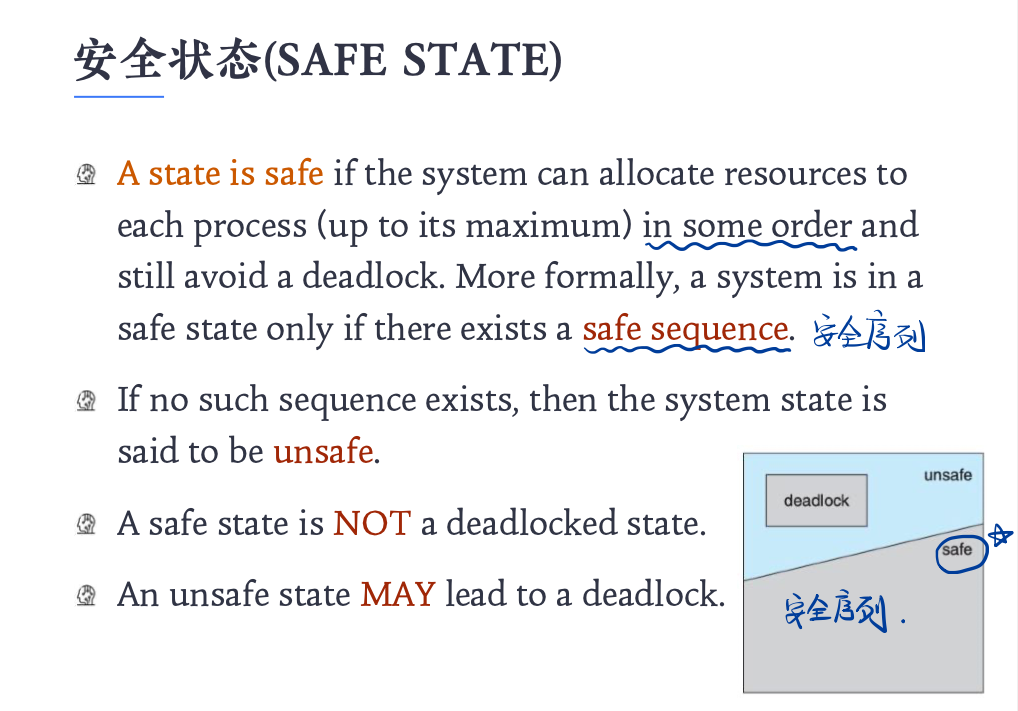 安全状态(SAFE STATE)
A state is safe if the system can allocate resources to
each process (up to its maximum) in some order and
still avoid a deadlock. More formally, a system is in a
safe state only if there exists a safe sequence. 安全序列
If no such sequence exists, then the system state is
said to be unsafe.
A safe state is NOT a deadlocked state.
An unsafe state MAY lead to a deadlock.
unsafe
deadlock
safe
安全序列.